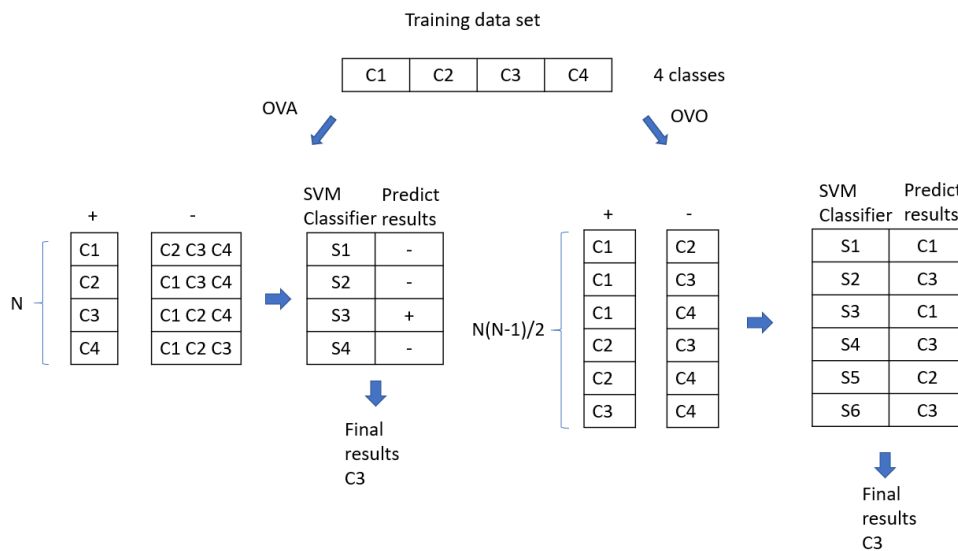 Training data set
C1 C2 C3 C4 4 classes
OVA OVO
SVM Classifier Predict results
+ -
N
C1 C2 C3 C4 S1 -
C2 C1 C3 C4 S2 -
C3 C1 C2 C4 S3 +
C4 C1 C2 C3 S4 -
Final
results
C3
SVM Classifier Predict results
+ -
N(N-1)/2
C1 C2 S1 C1
C1 C3 S2 C3
C1 C4 S3 C1
C2 C3 S4 C3
C2 C4 S5 C2
C3 C4 S6 C3
Final
results
C3